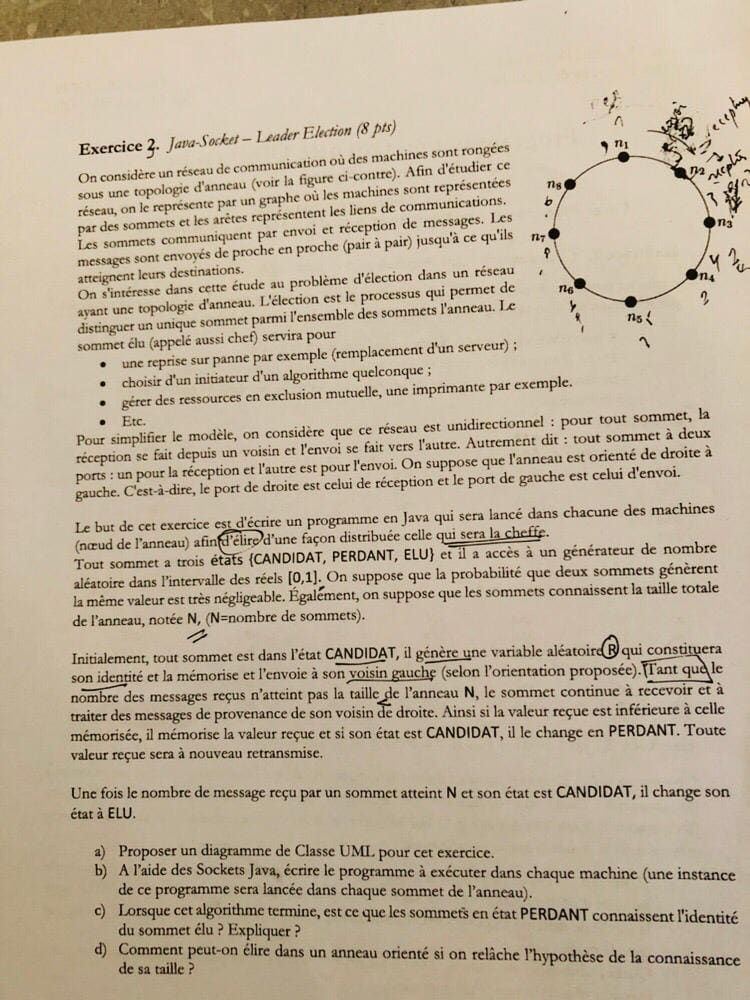 Exercice 3. Java-Socket – Leader Election (8 pts)
On considère un réseau de communication où des machines sont rongées
sous une topologie d'anneau (voir la figure ci-contre). Afin d'étudier ce
réseau, on le représente par un graphe où les machines sont représentées
par des sommets et les arêtes représentent les liens de communications.
Les sommets communiquent par envoi et réception de messages. Les
messages sont envoyés de proche en proche (pair à pair) jusqu'à ce qu'ils
atteignent leurs destinations.
On s'intéresse dans cette étude au problème d'élection dans un réseau
ayant une topologie d'anneau. L'élection est le processus qui permet de
distinguer un unique sommet parmi l'ensemble des sommets l'anneau. Le
sommet élu (appelé aussi chef) servira pour
• une reprise sur panne par exemple (remplacement d'un serveur) ;
• choisir d'un initiateur d'un algorithme quelconque ;
• gérer des ressources en exclusion mutuelle, une imprimante par exemple.
• Etc.
n1
n2
n3
n4
n5
n6
n7
n8
Pour simplifier le modèle, on considère que ce réseau est unidirectionnel : pour tout sommet, la
réception se fait depuis un voisin et l'envoi se fait vers l'autre. Autrement dit : tout sommet à deux
ports : un pour la réception et l'autre est pour l'envoi. On suppose que l'anneau est orienté de droite à
gauche. C'est-à-dire, le port de droite est celui de réception et le port de gauche est celui d'envoi.
Le but de cet exercice est d'écrire un programme en Java qui sera lancé dans chacune des machines
(nœud de l'anneau) afin d'élire d'une façon distribuée celle qui sera la cheffe.
Tout sommet a trois états {CANDIDAT, PERDANT, ELU} et il a accès à un générateur de nombre
aléatoire dans l'intervalle des réels [0,1]. On suppose que la probabilité que deux sommets génèrent
la même valeur est très négligeable. Également, on suppose que les sommets connaissent la taille totale
de l'anneau, notée N, (N=nombre de sommets).
Initialement, tout sommet est dans l'état CANDIDAT, il génère une variable aléatoire R qui constituera
son identité et la mémorise et l'envoie à son voisin gauche (selon l'orientation proposée). Tant que le
nombre des messages reçus n'atteint pas la taille de l'anneau N, le sommet continue à recevoir et à
traiter des messages de provenance de son voisin de droite. Ainsi si la valeur reçue est inférieure à celle
mémorisée, il mémorise la valeur reçue et si son état est CANDIDAT, il le change en PERDANT. Toute
valeur reçue sera à nouveau retransmise.
Une fois le nombre de message reçu par un sommet atteint N et son état est CANDIDAT, il change son
état à ELU.
a) Proposer un diagramme de Classe UML pour cet exercice.
b) A l'aide des Sockets Java, écrire le programme à exécuter dans chaque machine (une instance
de ce programme sera lancée dans chaque sommet de l'anneau).
c) Lorsque cet algorithme termine, est ce que les sommets en état PERDANT connaissent l'identité
du sommet élu ? Expliquer ?
d) Comment peut-on élire dans un anneau orienté si on relâche l'hypothèse de la connaissance
de sa taille ?